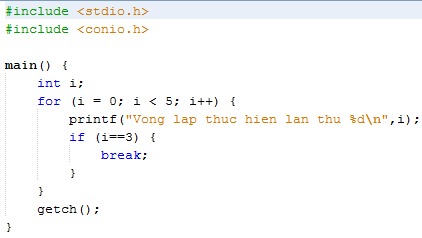 #include <stdio.h>
#include <conio.h>
main() {
    int i;
    for (i = 0; i < 5; i++) {
        printf("Vong lap thuc hien lan thu %d\n",i);
        if (i==3) {
            break;
        }
    }
    getch();
}